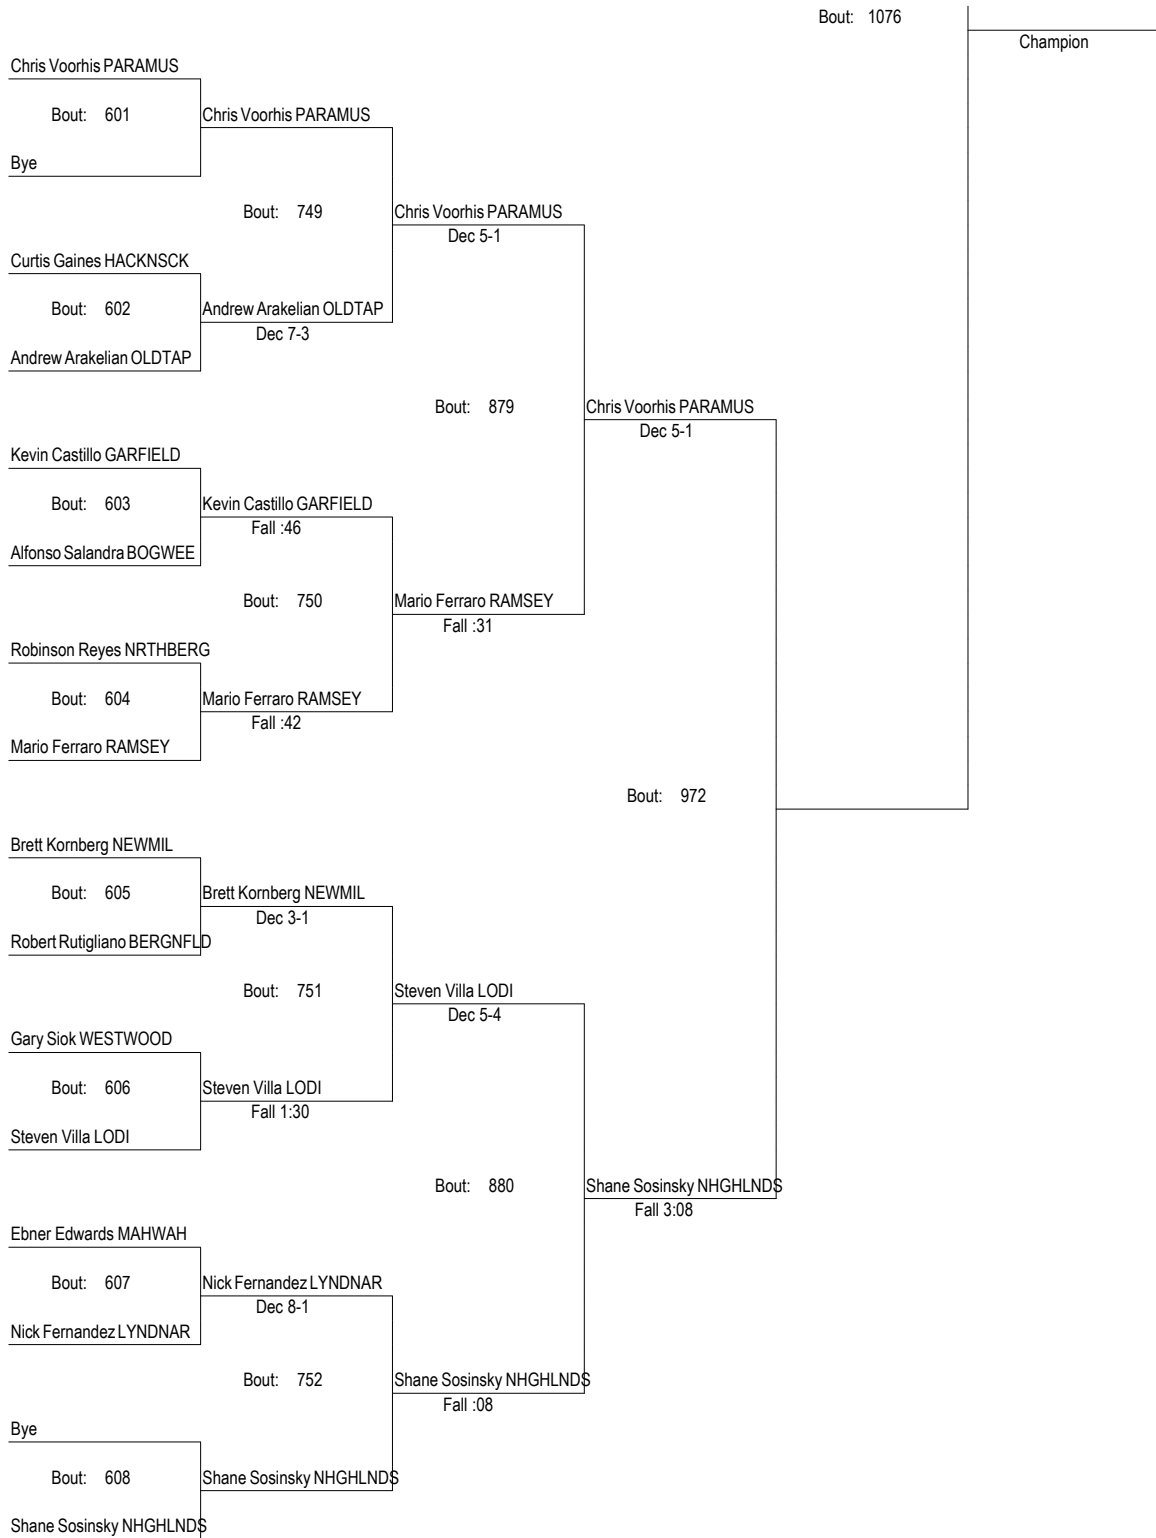 Bout: 1076
Champion
Chris Voorhis PARAMUS
Bout: 601
Chris Voorhis PARAMUS
Bye
Bout: 749
Chris Voorhis PARAMUS
Dec 5-1
Curtis Gaines HACKNSCK
Bout: 602
Andrew Arakelian OLDTAP
Dec 7-3
Andrew Arakelian OLDTAP
Bout: 879
Chris Voorhis PARAMUS
Dec 5-1
Kevin Castillo GARFIELD
Bout: 603
Kevin Castillo GARFIELD
Fall :46
Alfonso Salandra BOGWEE
Bout: 750
Mario Ferraro RAMSEY
Fall :31
Robinson Reyes NRTHBERG
Bout: 604
Mario Ferraro RAMSEY
Fall :42
Mario Ferraro RAMSEY
Bout: 972
Brett Kornberg NEWMIL
Bout: 605
Brett Kornberg NEWMIL
Dec 3-1
Robert Rutigliano BERGNFLD
Bout: 751
Steven Villa LODI
Dec 5-4
Gary Siok WESTWOOD
Bout: 606
Steven Villa LODI
Fall 1:30
Steven Villa LODI
Bout: 880
Shane Sosinsky NHGHLNDS
Fall 3:08
Ebner Edwards MAHWAH
Bout: 607
Nick Fernandez LYNDNAR
Dec 8-1
Nick Fernandez LYNDNAR
Bout: 752
Shane Sosinsky NHGHLNDS
Fall :08
Bye
Bout: 608
Shane Sosinsky NHGHLNDS
Shane Sosinsky NHGHLNDS